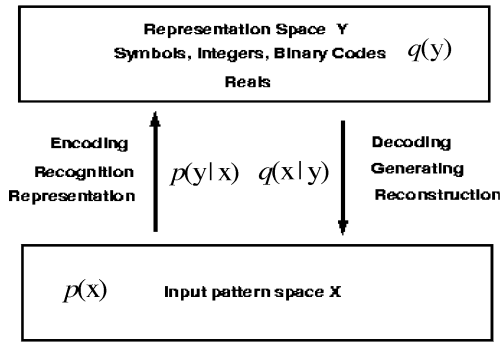 Representation Space Y
Symbols, Integers, Binary Codes q(y)
Reals
Encoding
Recognition
Representation
p(y|x) q(x|y)
Decoding
Generating
Reconstruction
p(x) Input pattern space X